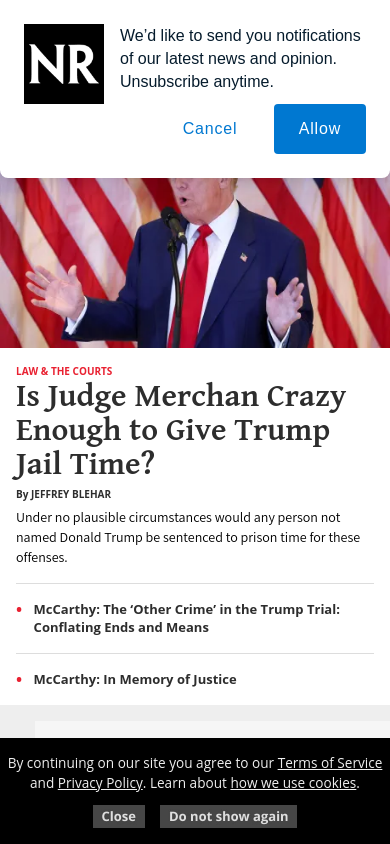 NR
We’d like to send you notifications
of our latest news and opinion.
Unsubscribe anytime.
Cancel
Allow
LAW & THE COURTS
Is Judge Merchan Crazy
Enough to Give Trump
Jail Time?
By JEFFREY BLEHAR
Under no plausible circumstances would any person not
named Donald Trump be sentenced to prison time for these
offenses.
• McCarthy: The ‘Other Crime’ in the Trump Trial:
Conflating Ends and Means
• McCarthy: In Memory of Justice
By continuing on our site you agree to our Terms of Service
and Privacy Policy. Learn about how we use cookies.
Close
Do not show again